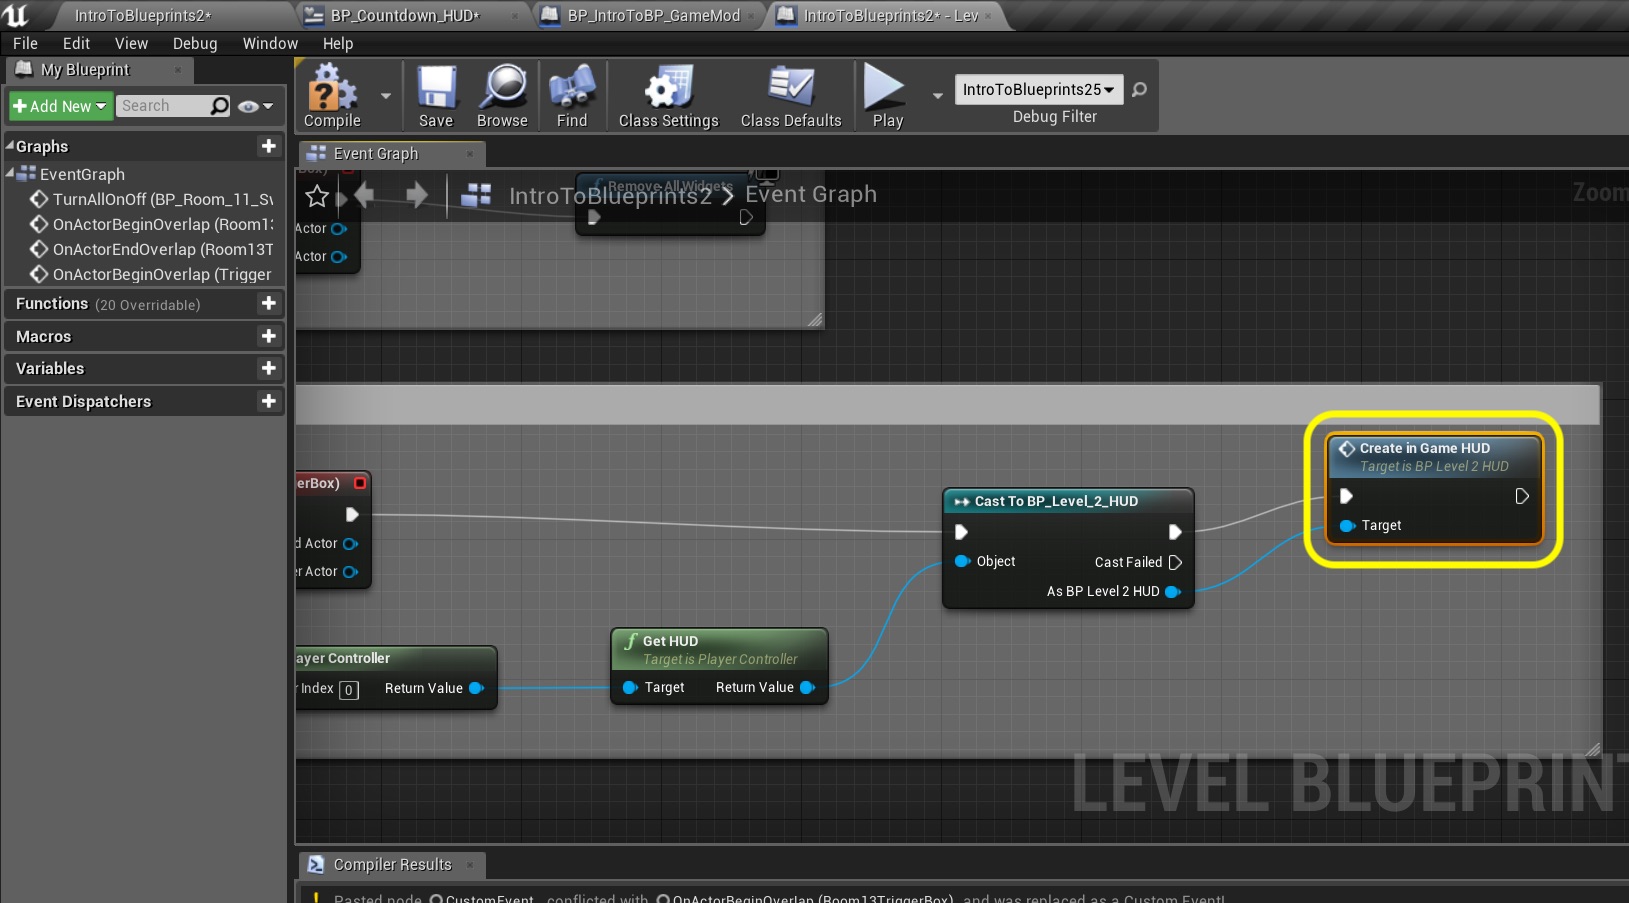 IntroToBlueprints2*
BP_Countdown_HUD*
BP_IntroToBP_GameMod
IntroToBlueprints2* - Lev
File Edit View Debug Window Help
My Blueprint
Add New
Search
Compile
Save
Browse
Find
Class Settings
Class Defaults
Play
IntroToBlueprints25
Debug Filter
Graphs
EventGraph
TurnAllOnOff (BP_Room_11_Sw
OnActorBeginOverlap (Room13
OnActorEndOverlap (Room13T
OnActorBeginOverlap (Trigger
Functions (20 Overridable)
Macros
Variables
Event Dispatchers
Event Graph
IntroToBlueprints2 > Event Graph
Zoom
Box)
Remove All Widgets
Actor
Actor
erBox)
d Actor
er Actor
ayer Controller
r Index 0
Return Value
Get HUD
Target is Player Controller
Target
Return Value
Cast To BP_Level_2_HUD
Object
Cast Failed
As BP Level 2 HUD
Create in Game HUD
Target is BP Level 2 HUD
Target
LEVEL BLUEPRINT
Compiler Results
Pasted node CustomEvent conflicted with OnActorBeginOverlap (Room13TriggerBox) and was replaced as a Custom Event!